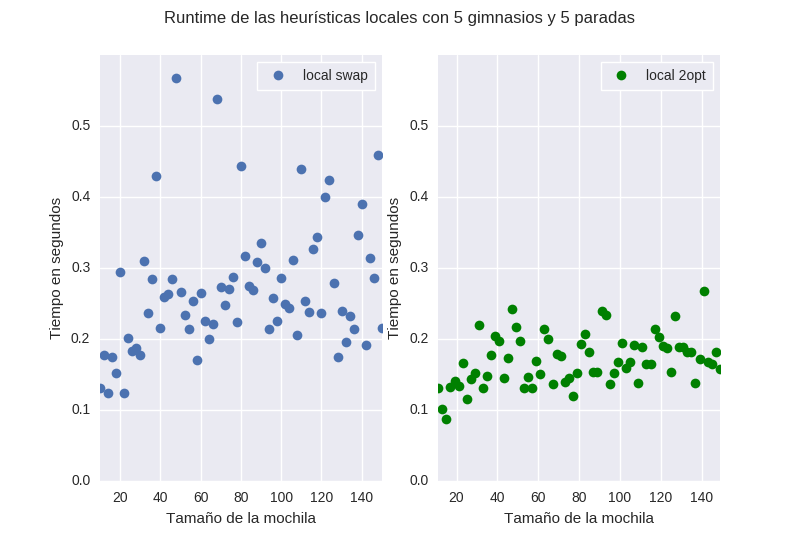 Runtime de las heurísticas locales con 5 gimnasios y 5 paradas
local swap
0.5
0.4
0.3
0.2
0.1
0.0
20 40 60 80 100 120 140
Tiempo en segundos
Tamaño de la mochila
local 2opt
0.5
0.4
0.3
0.2
0.1
0.0
20 40 60 80 100 120 140
Tiempo en segundos
Tamaño de la mochila